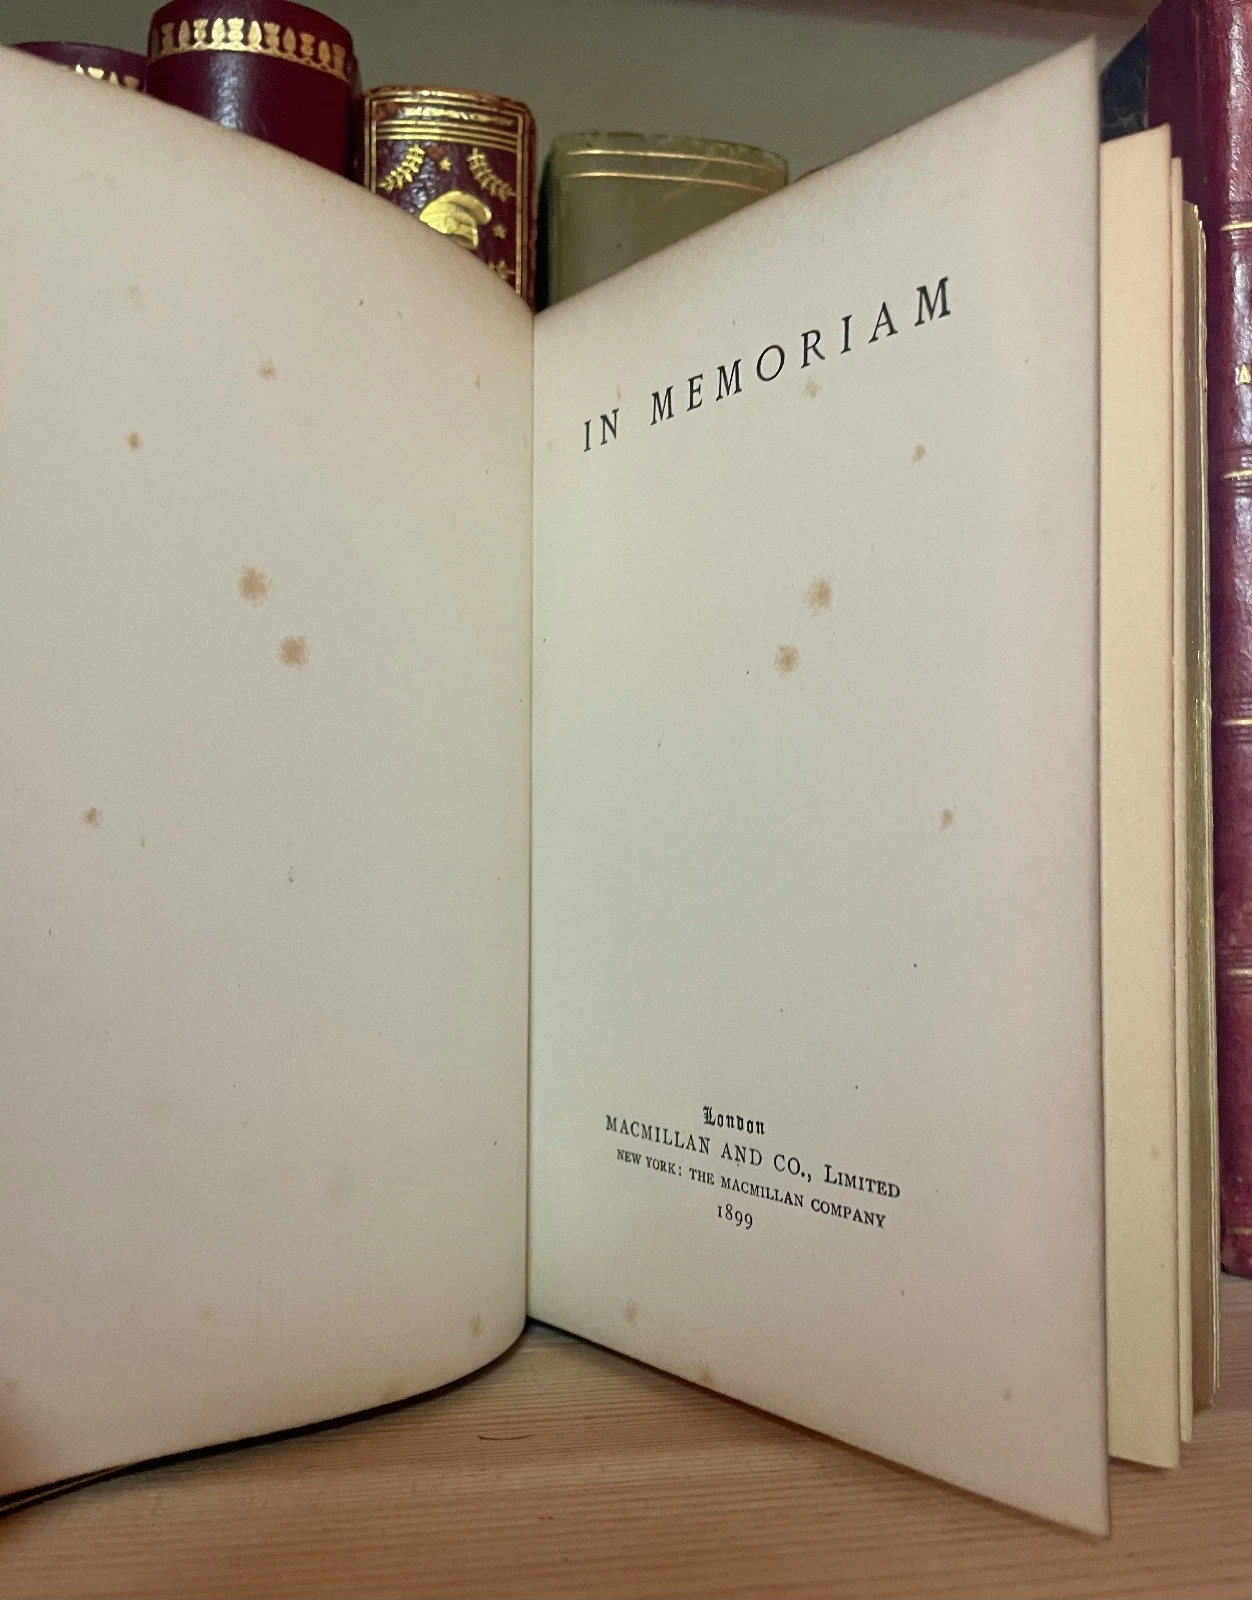 IN MEMORIAM
London
MACMILLAN AND CO., LIMITED
NEW YORK: THE MACMILLAN COMPANY
1899